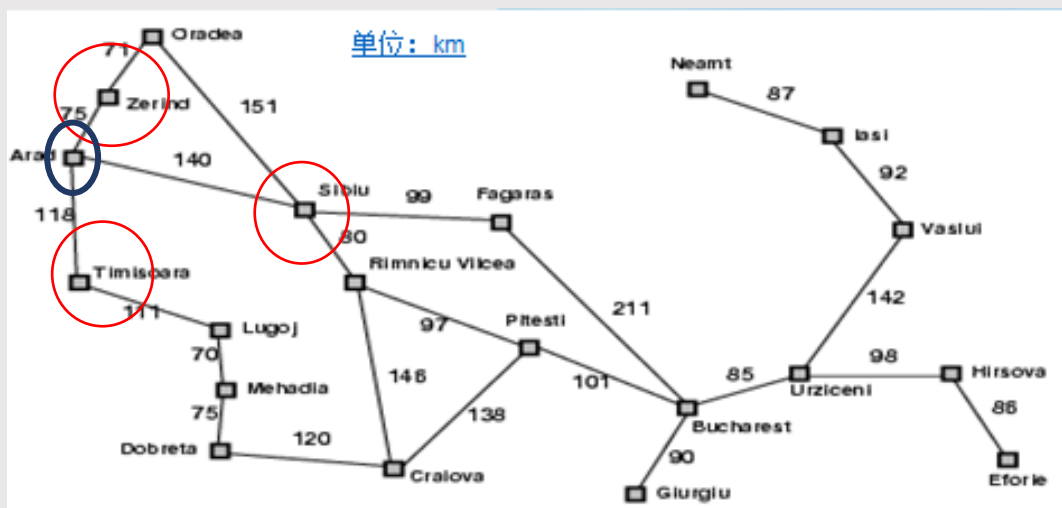 Oradea
单位：km
71
Neamt
87
Zerind
151
75
Iasi
Arad
140
92
Sibiu
99
Fagaras
118
80
Vaslui
Timisoara
Rimnicu Vilcea
111
142
211
Lugoj
97
Pitesti
70
98
Hirsova
146
101
85
Mehadia
Urziceni
75
138
86
Bucharest
120
Dobreta
90
Craiova
Eforie
Giurgiu